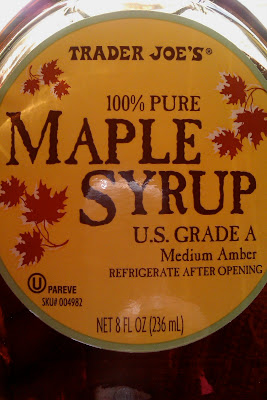 TRADER JOE'S®
100% PURE
MAPLE
SYRUP
U.S. GRADE A
Medium Amber
REFRIGERATE AFTER OPENING
U PAREVE
SKU# 004982
NET 8 FL OZ (236 mL)